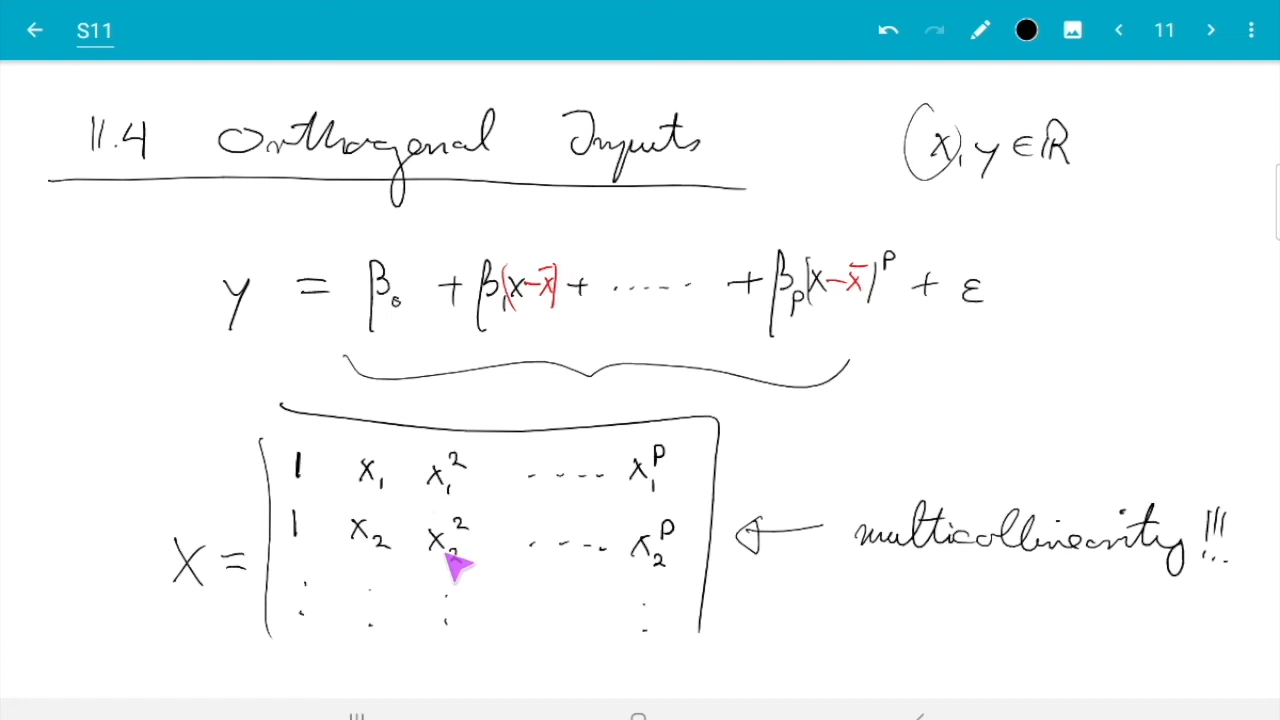 S11
11
11.4 Orthogonal Inputs
(x), y ∈ ℝ
y = β₀ + β₁(x-x̄) + ...... + βₚ(x-x̄)ᴾ + ε
1 x₁ x₁² ---- x₁ᴾ
X = 1 x₂ x₂² ---- x₂ᴾ
multicollinearity!!!